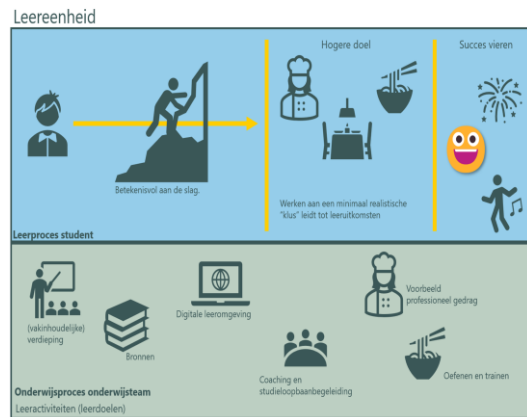 Leereenheid
Hogere doel
Succes vieren
Betekenisvol aan de slag.
Werken aan een minimaal realistische
"klus" leidt tot leeruitkomsten
Leerproces student
(vakinhoudelijke)
verdieping
Bronnen
Digitale leeromgeving
Voorbeeld
professioneel gedrag
Coaching en
studieloopbaanbegeleiding
Oefenen en trainen
Onderwijsproces onderwijsteam
Leeractiviteiten (leerdoelen)